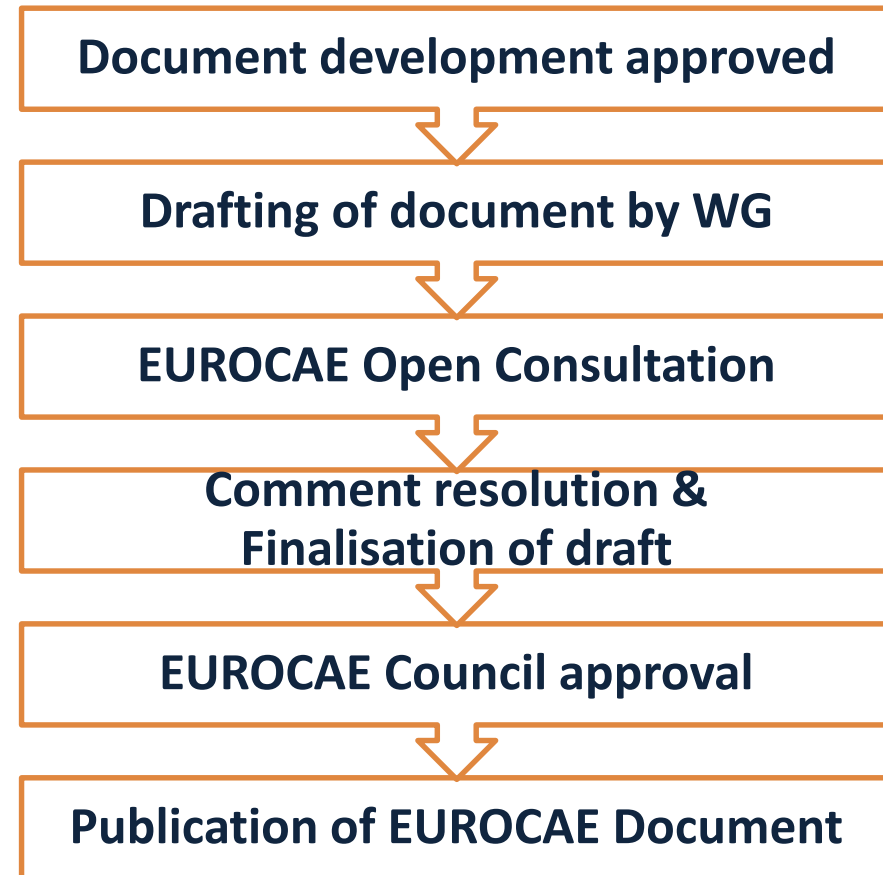 Document development approved
Drafting of document by WG
EUROCAE Open Consultation
Comment resolution &
Finalisation of draft
EUROCAE Council approval
Publication of EUROCAE Document